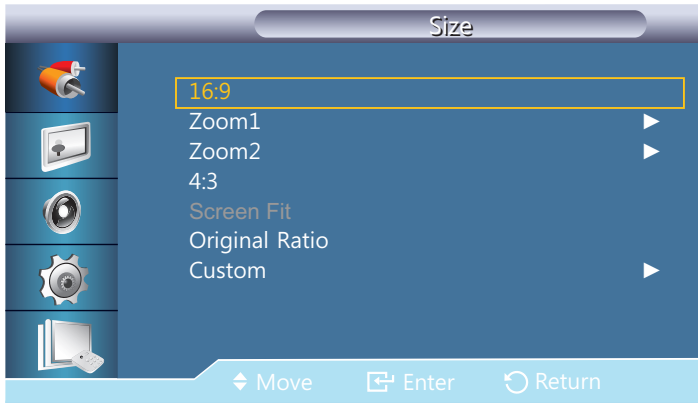 Size
16:9
Zoom1 ►
Zoom2 ►
4:3
Screen Fit
Original Ratio
Custom ►
Move Enter Return